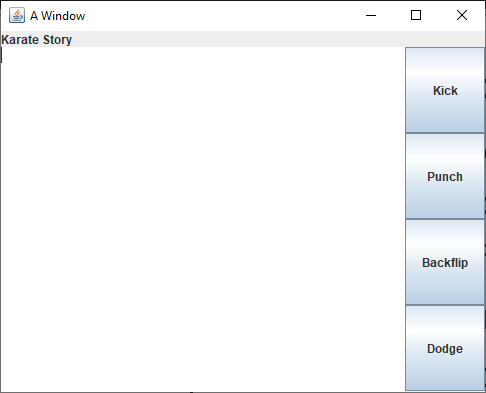 A Window
Karate Story
Kick
Punch
Backflip
Dodge